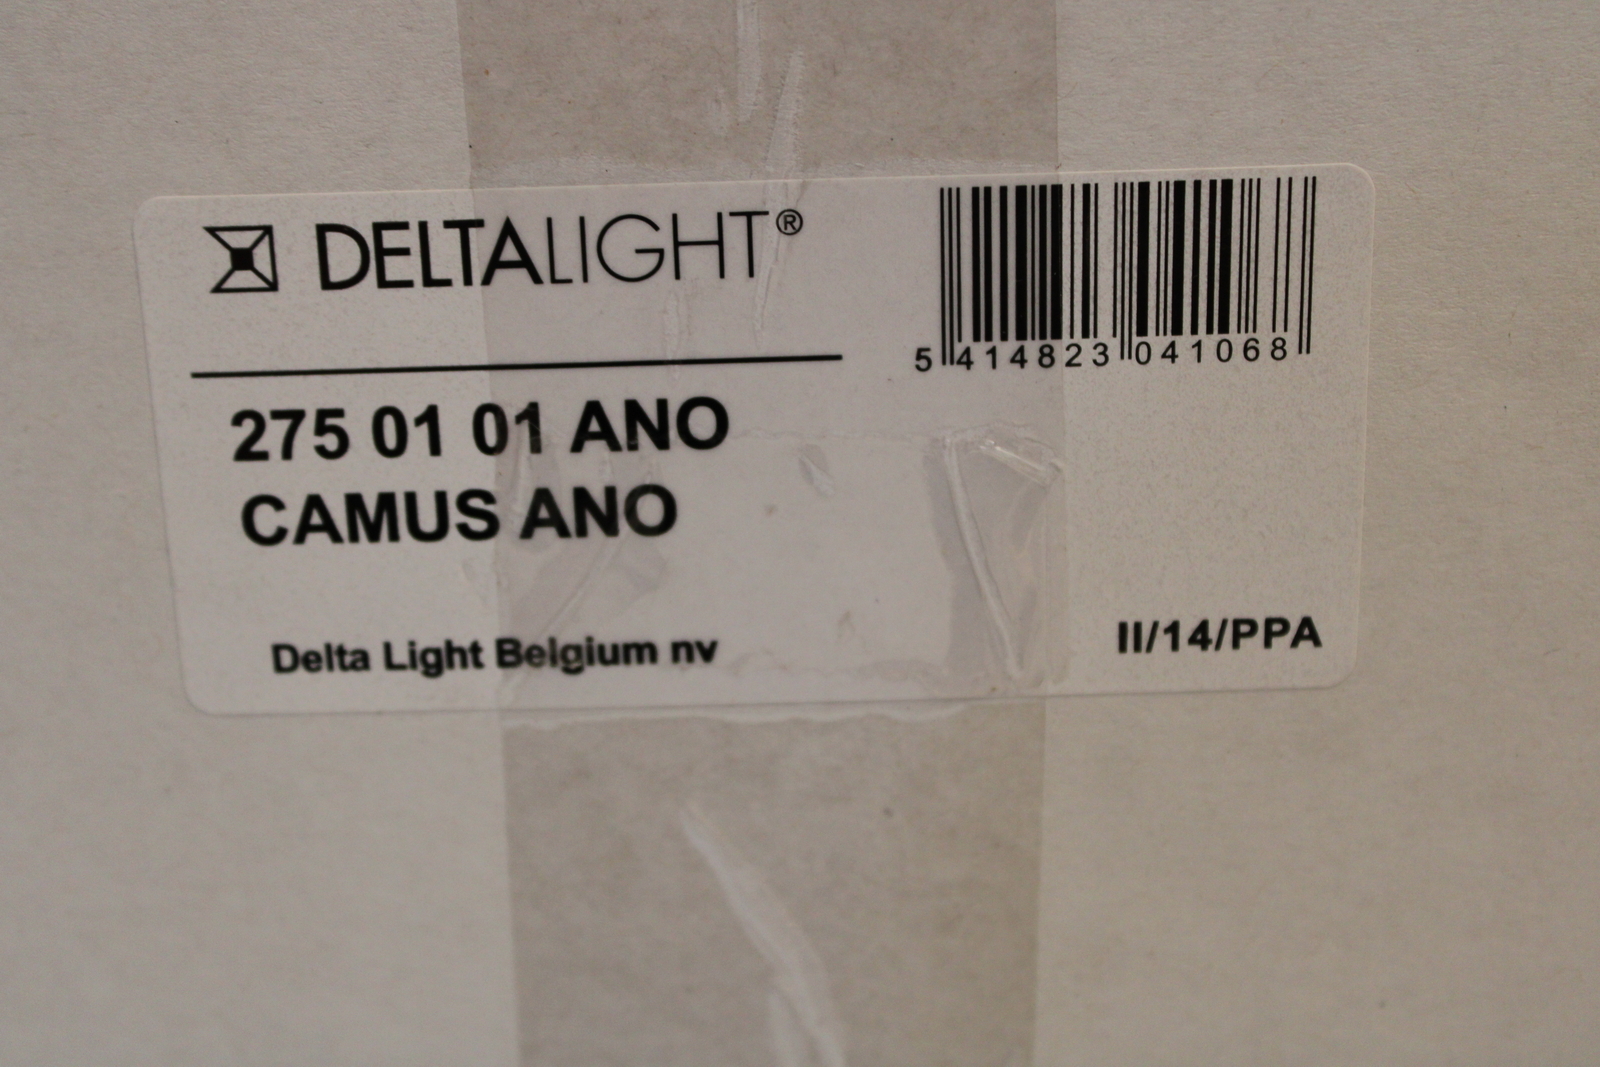 DELTALIGHT®
5 414823 041068
275 01 01 ANO
CAMUS ANO
Delta Light Belgium nv
II/14/PPA